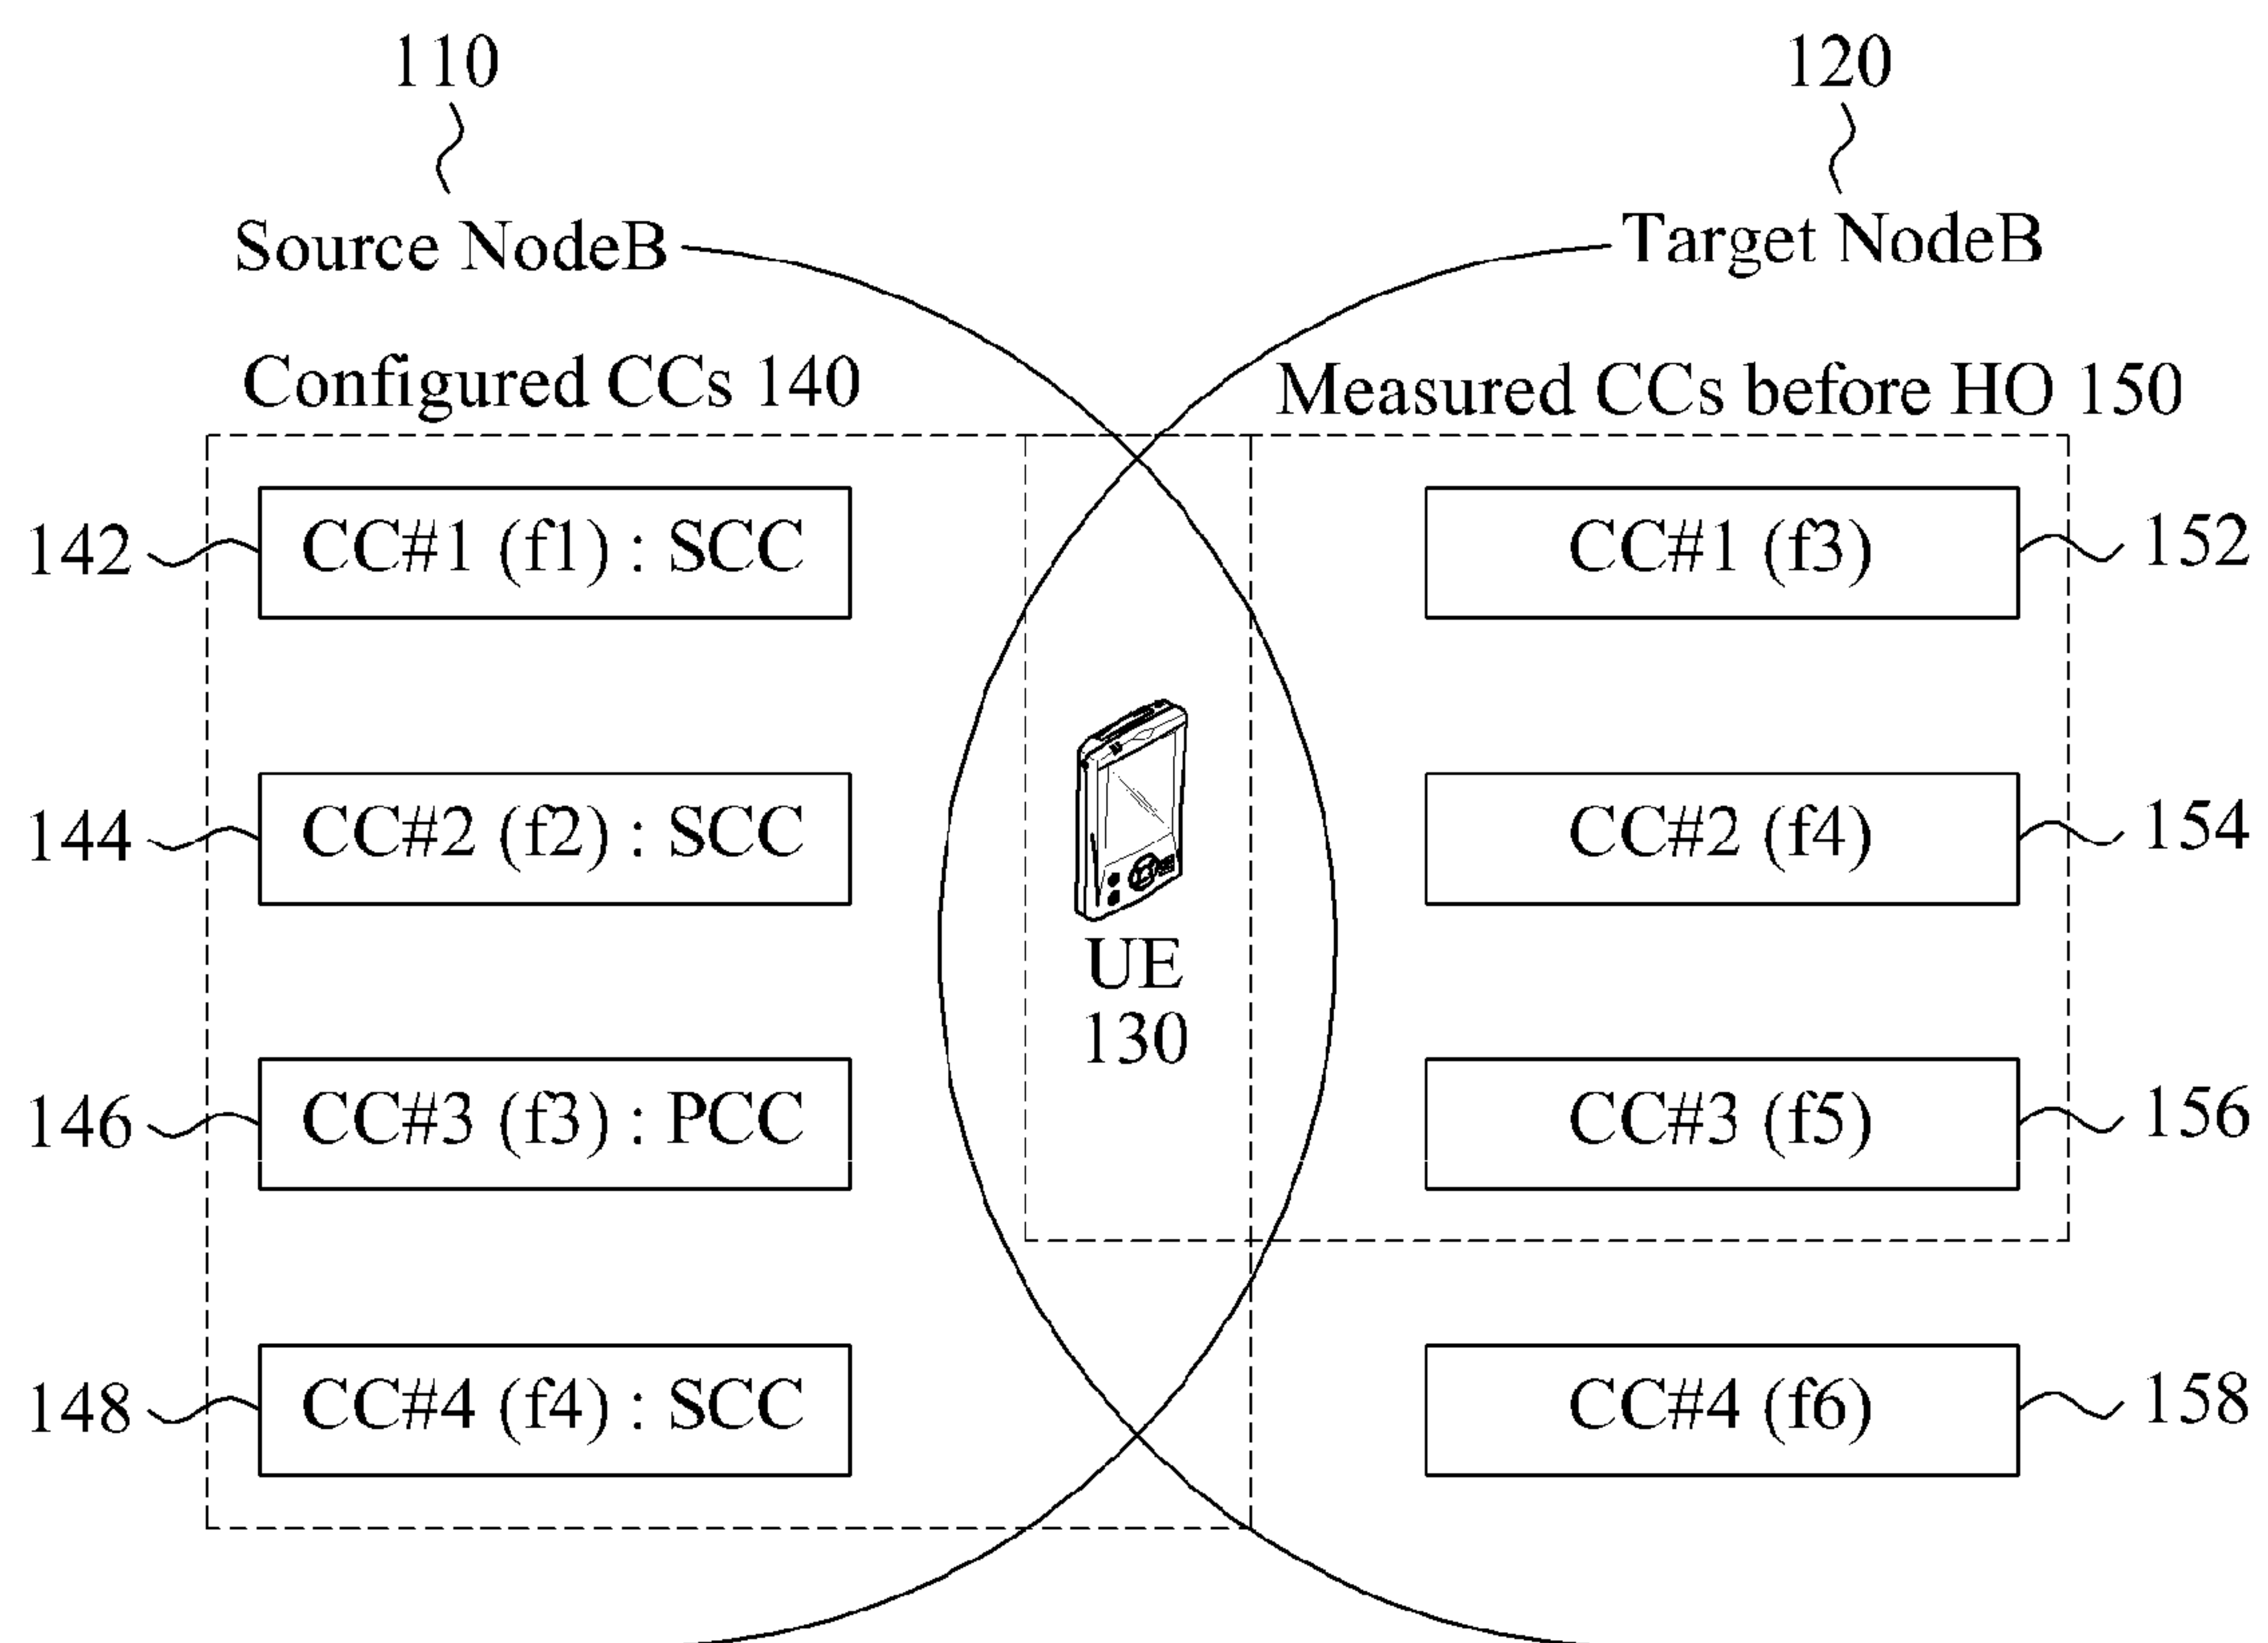 110
120
Source NodeB
Target NodeB
Configured CCs 140
Measured CCs before HO 150
142
CC#1 (f1) : SCC
CC#1 (f3)
152
144
CC#2 (f2) : SCC
CC#2 (f4)
154
UE
130
146
CC#3 (f3) : PCC
CC#3 (f5)
156
148
CC#4 (f4) : SCC
CC#4 (f6)
158